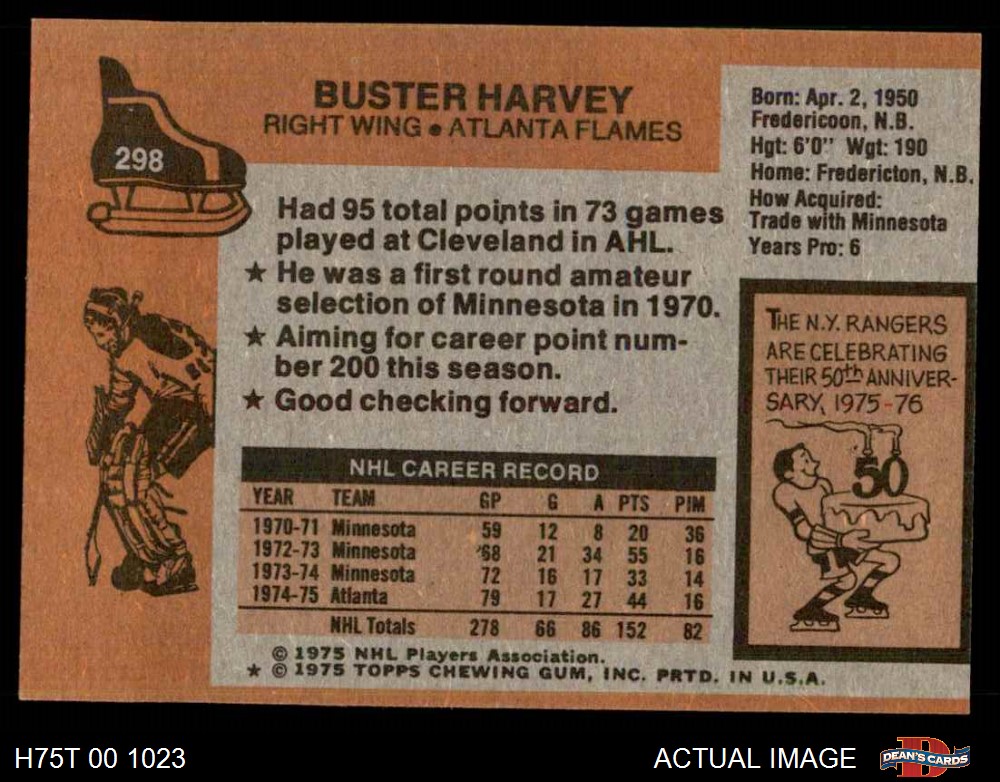 298
BUSTER HARVEY
RIGHT WING • ATLANTA FLAMES
Born: Apr. 2, 1950
Fredericoon, N.B.
Hgt: 6'0" Wgt: 190
Home: Fredericton, N.B.
How Acquired:
Trade with Minnesota
Years Pro: 6
Had 95 total points in 73 games
played at Cleveland in AHL.
★ He was a first round amateur
selection of Minnesota in 1970.
★ Aiming for career point num-
ber 200 this season.
★ Good checking forward.
THE N.Y. RANGERS
ARE CELEBRATING
THEIR 50th ANNIVER-
SARY, 1975-76
50
NHL CAREER RECORD
YEAR TEAM GP G A PTS PIM
1970-71 Minnesota 59 12 8 20 36
1972-73 Minnesota 68 21 34 55 16
1973-74 Minnesota 72 16 17 33 14
1974-75 Atlanta 79 17 27 44 16
NHL Totals 278 66 86 152 82
© 1975 NHL Players Association.
★ © 1975 TOPPS CHEWING GUM, INC. PRTD. IN U.S.A.
H75T 00 1023
ACTUAL IMAGE
DEAN'S CARDS